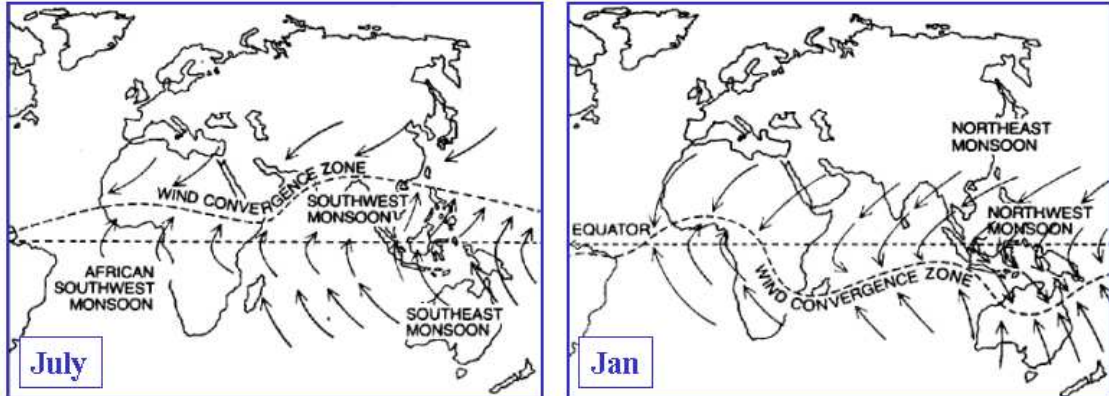 WIND CONVERGENCE ZONE
SOUTHWEST
MONSOON
AFRICAN
SOUTHWEST
MONSOON
SOUTHEAST
MONSOON
July
NORTHEAST
MONSOON
NORTHWEST
MONSOON
EQUATOR
WIND CONVERGENCE ZONE
Jan